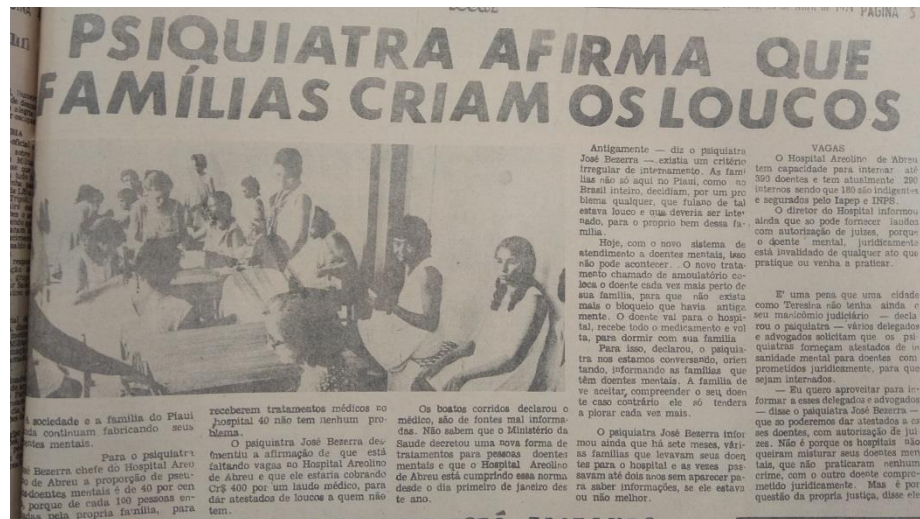 LOCAL
PAGINA 5
PSIQUIATRA AFIRMA QUE
FAMÍLIAS CRIAM OS LOUCOS
sociedade e a família do Piauí
continuam fabricando seus
mentais.
Para o psiquiatra
Bezerra chefe do Hospital Areo
de Abreu a proporção de pseu-
doentes mentais é de 40 por cen
porque de cada 100 pessoas en-
pela propria família, para
receberem tratamentos médicos no
hospital 40 não tem nenhum pro
blema.
O psiquiatra José Bezerra des-
mentiu a afirmação de que está
faltando vagas no Hospital Areolino
de Abreu e que ele estaria cobrando
Cr$ 400 por um laudo médico, para
dár atestados de loucos a quem não
tem.
Os boatos corridos declarou o
médico, são de fontes mal informa-
das. Não sabem que o Ministério da
Saude decretou uma nova forma de
tratamentos para pessoas doentes
mentais e que o Hospital Areolino
de Abreu está cumprindo essa norma
desde o dia primeiro de janeiro des
te ano.
Antigamente — diz o psiquiatra
José Bezerra — existia um critério
irregular de internamento. As famí
lias não só aqui no Piauí, como no
Brasil inteiro, decidiam, por um pro
blema qualquer, que fulano de tal
estava louco e que deveria ser inter
nado, para o proprio bem dessa fa-
mília.
Hoje, com o novo sistema de
atendimento a doentes mentais, isso
não pode acontecer. O novo trata-
mento chamado de amoulatório co-
loca o doente cada vez mais perto de
sua família, para que não exista
mais o bloqueio que havia antiga
mente. O doente vai para o hospi-
tal, recebe todo o medicamento e vol
ta, para dormir com sua família
Para isso, declarou, o psiquia-
tra nos estamos conversando, orien
tando, informando as famílias que
têm doentes mentais. A família de
ve aceitar, compreender o seu doen
te caso contrário ele só tendera
a piorar cada vez mais.
O psiquiatra José Bezerra infor
mou ainda que há sete meses, vári-
as famílias que levavam seus doen
tes para o hospital e as vezes pas-
savam até dois anos sem aparecer pa-
ra saber informações, se ele estava
ou não melhor.
VAGAS
O Hospital Areolino de Abreu
tem capacidade para internar até
390 doentes e tem atualmente 290
internos sendo que 180 são indigentes
e segurados pelo Iapep e INPS.
O diretor do Hospital informou
ainda que so pode fornecer laudos
com autorização de juizes, porque
o doente mental, juridicamente
está invalidado de qualquer ato que
pratique ou venha a praticar.
E' uma pena que uma cidade
como Teresina não tenha ainda o
seu manicômio judiciário — decla
rou o psiquiatra — vários delegados
e advogados solicitam que os psi-
quiatras forneçam atestados de in
sanidade mental para doentes com
prometidos juridicamente, para que
sejam internados.
— Eu quero aproveitar para in-
formar a esses delegados e advogados
— disse o psiquiatra José Bezerra —
que so poderemos dar atestados a es
ses doentes, com autorização de jui-
zes. Não é porque os hospitais não
queiram misturar seus doentes men
tais, que não praticaram nenhum
crime, com o outro doente compro-
metido juridicamente. Mas é por
questão da propria justiça, disse ele